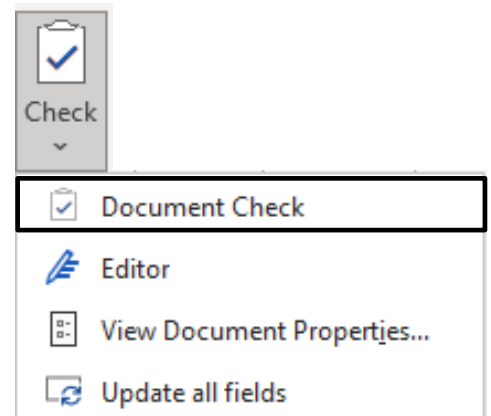 Check
Document Check
Editor
View Document Properties...
Update all fields